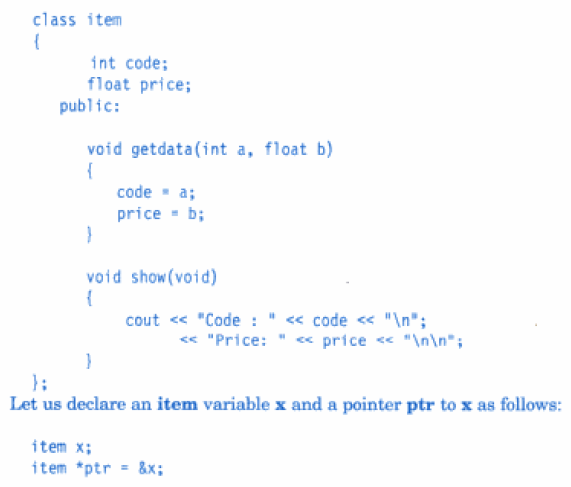 class item
{
int code;
float price;
public:
void getdata(int a, float b)
{
code = a;
price = b;
}
void show(void)
{
cout << "Code : " << code << "\n";
<< "Price: " << price << "\n\n";
}
};
Let us declare an item variable x and a pointer ptr to x as follows:
item x;
item *ptr = &x;